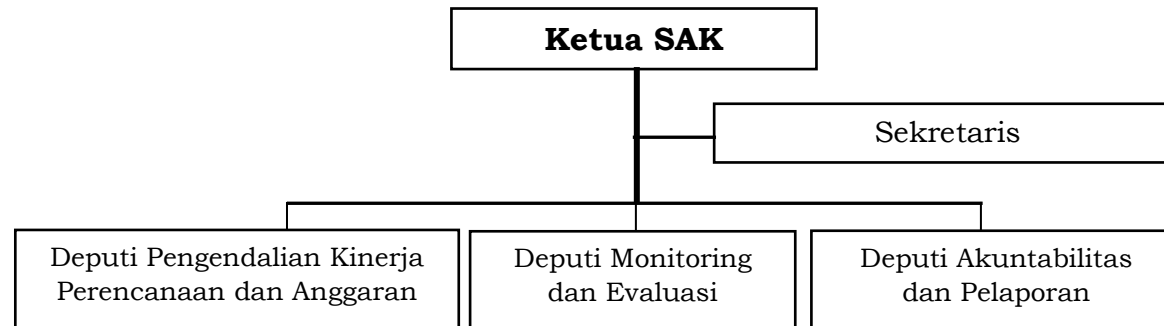 Ketua SAK
Sekretaris
Deputi Pengendalian Kinerja
Perencanaan dan Anggaran
Deputi Monitoring
dan Evaluasi
Deputi Akuntabilitas
dan Pelaporan